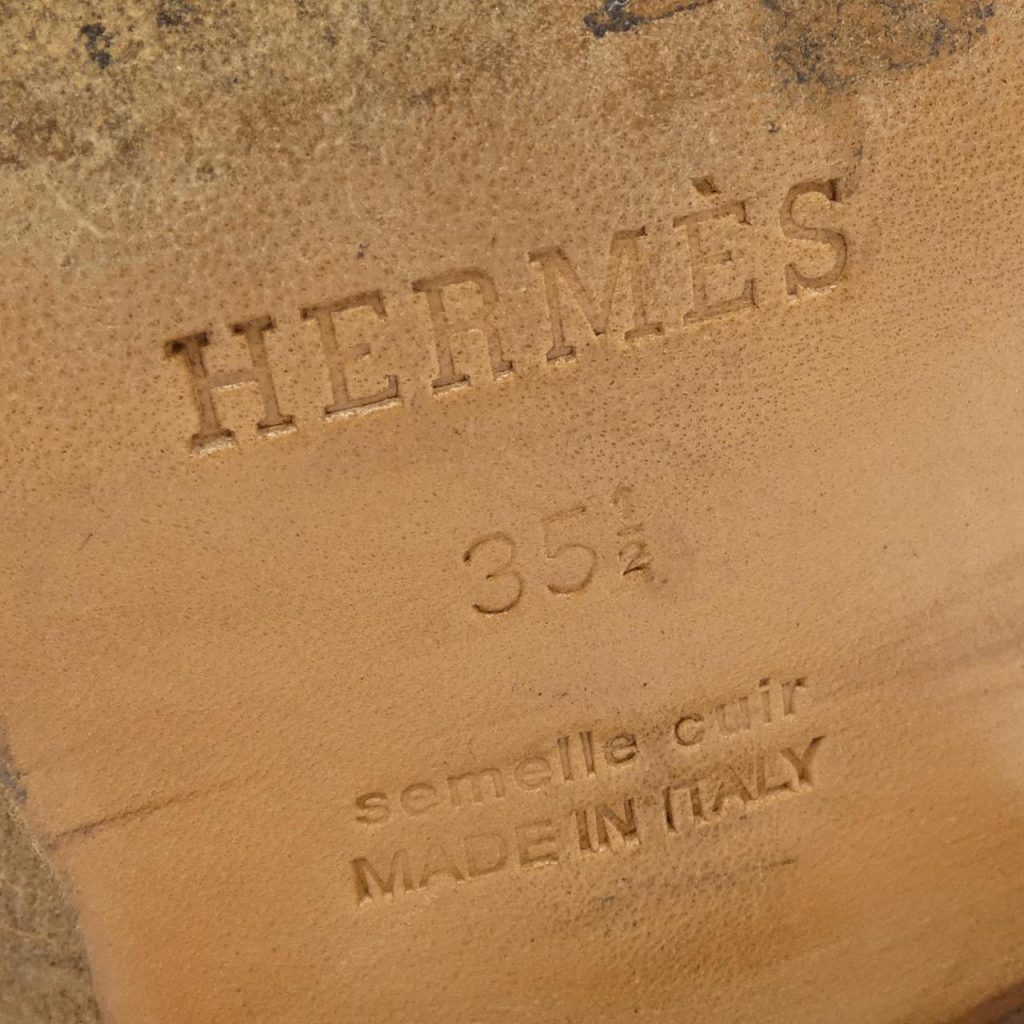 HERMÈS
35½
semelle cuir
MADE IN ITALY